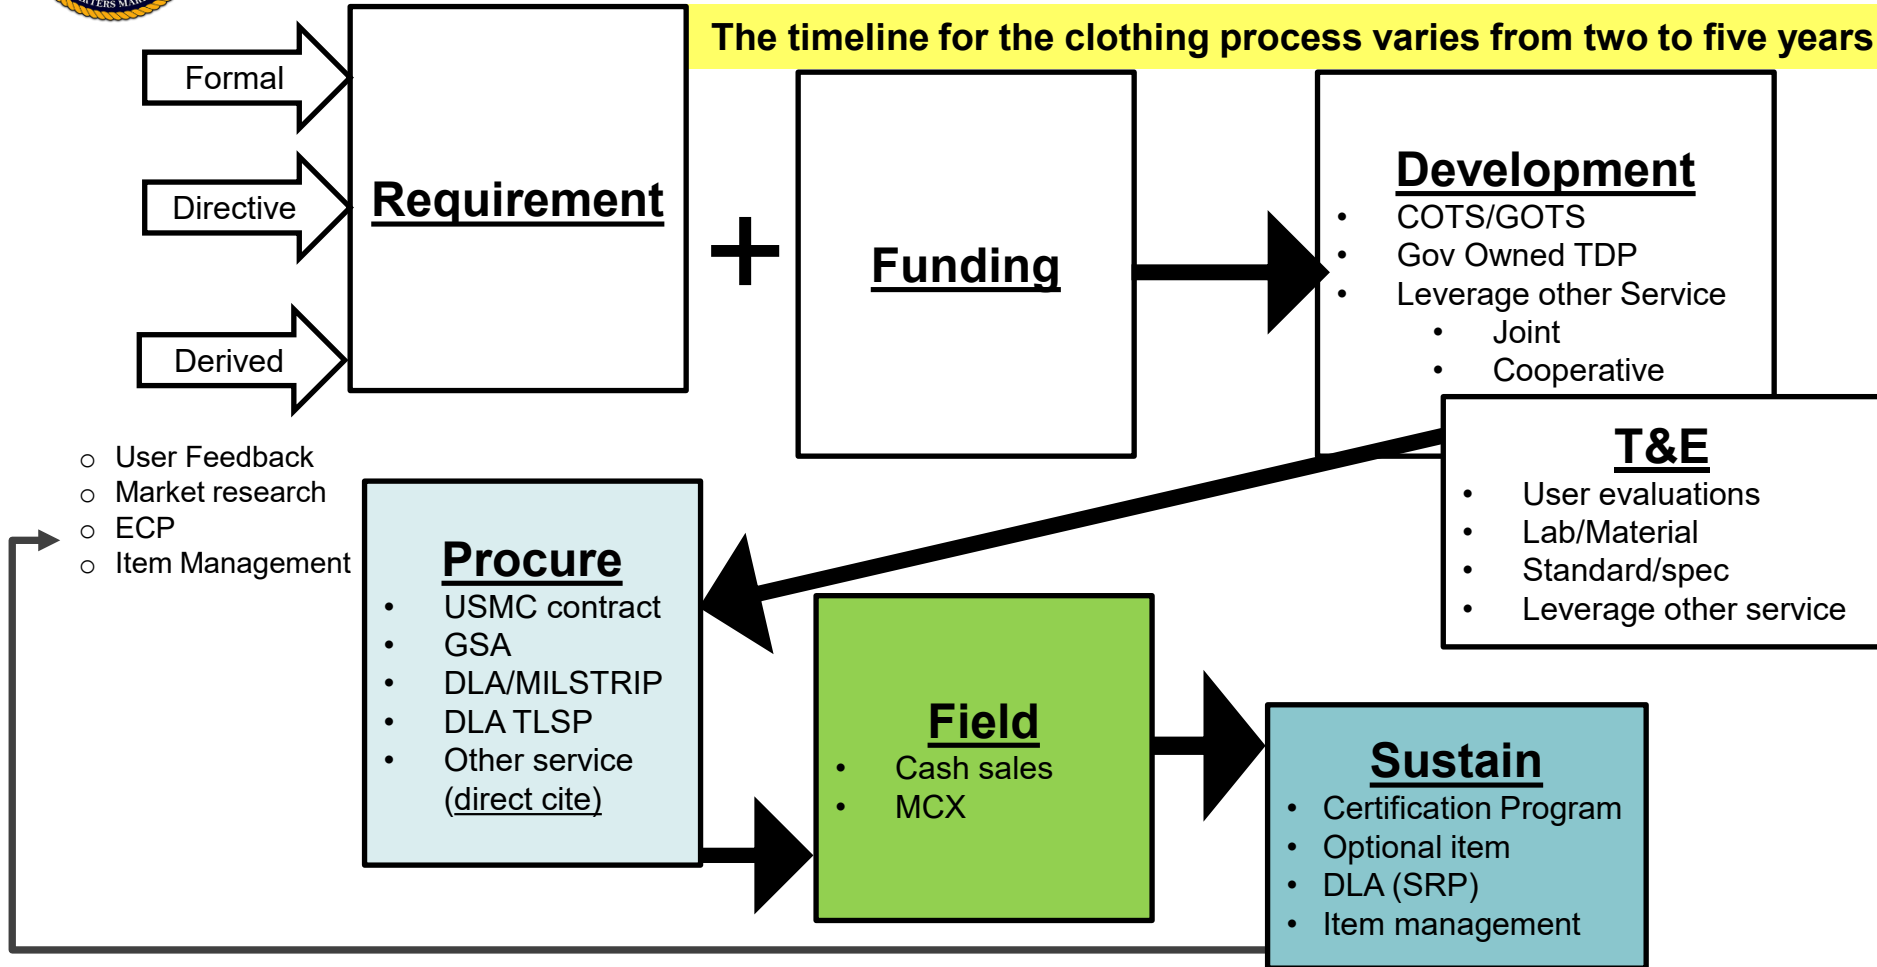 TERS MAR
The timeline for the clothing process varies from two to five years
Formal
Directive
Derived
Requirement
+
Funding
Development
• COTS/GOTS
• Gov Owned TDP
• Leverage other Service
• Joint
• Cooperative
T&E
• User evaluations
• Lab/Material
• Standard/spec
• Leverage other service
○ User Feedback
○ Market research
○ ECP
○ Item Management
Procure
• USMC contract
• GSA
• DLA/MILSTRIP
• DLA TLSP
• Other service
(direct cite)
Field
• Cash sales
• MCX
Sustain
• Certification Program
• Optional item
• DLA (SRP)
• Item management